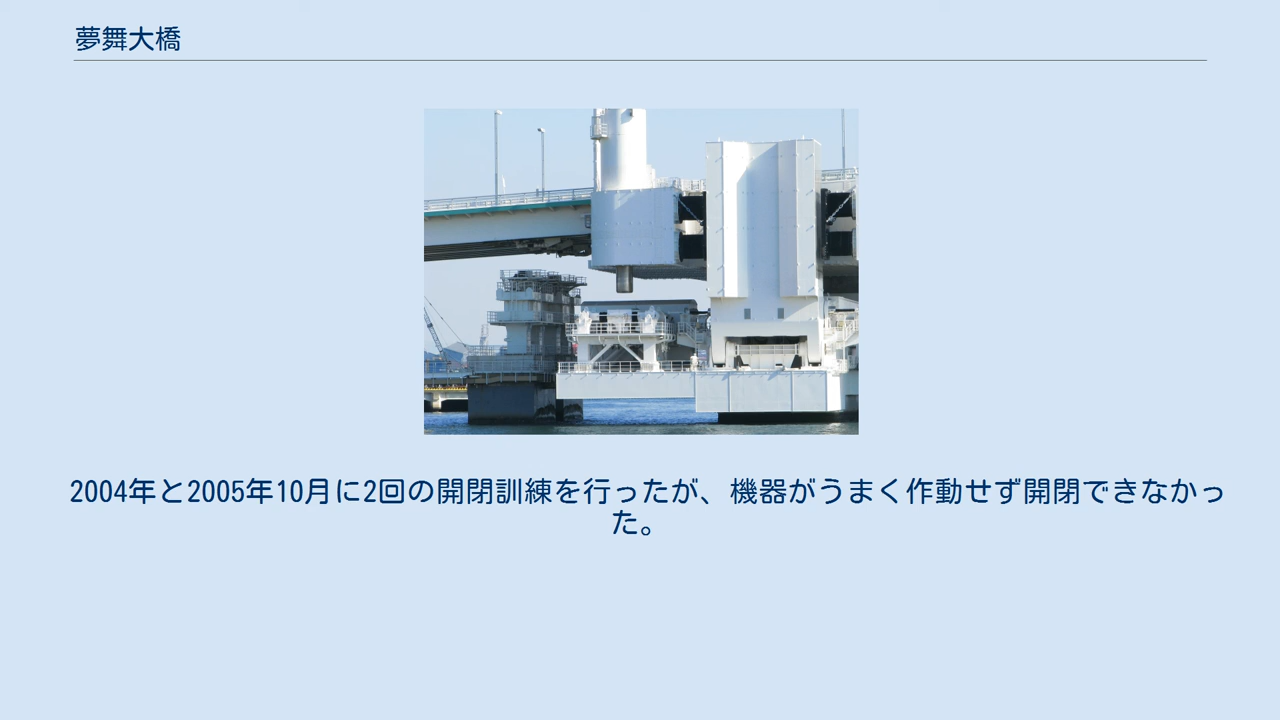 夢舞大橋
2004年と2005年10月に2回の開閉訓練を行ったが、機器がうまく作動せず開閉できなかっ
た。